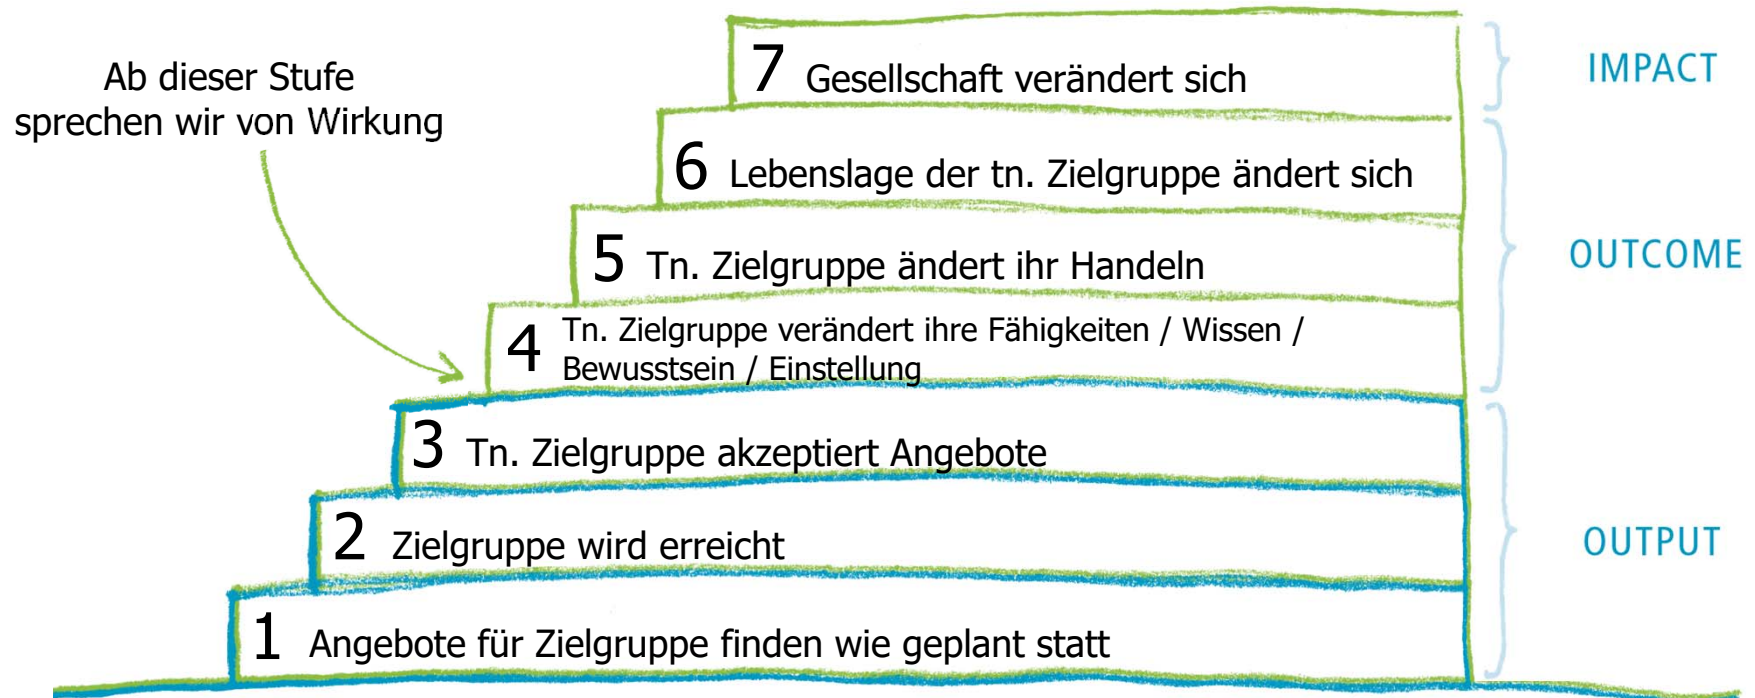 Ab dieser Stufe
sprechen wir von Wirkung
7 Gesellschaft verändert sich
IMPACT
6 Lebenslage der tn. Zielgruppe ändert sich
5 Tn. Zielgruppe ändert ihr Handeln
OUTCOME
4 Tn. Zielgruppe verändert ihre Fähigkeiten / Wissen /
Bewusstsein / Einstellung
3 Tn. Zielgruppe akzeptiert Angebote
2 Zielgruppe wird erreicht
OUTPUT
1 Angebote für Zielgruppe finden wie geplant statt